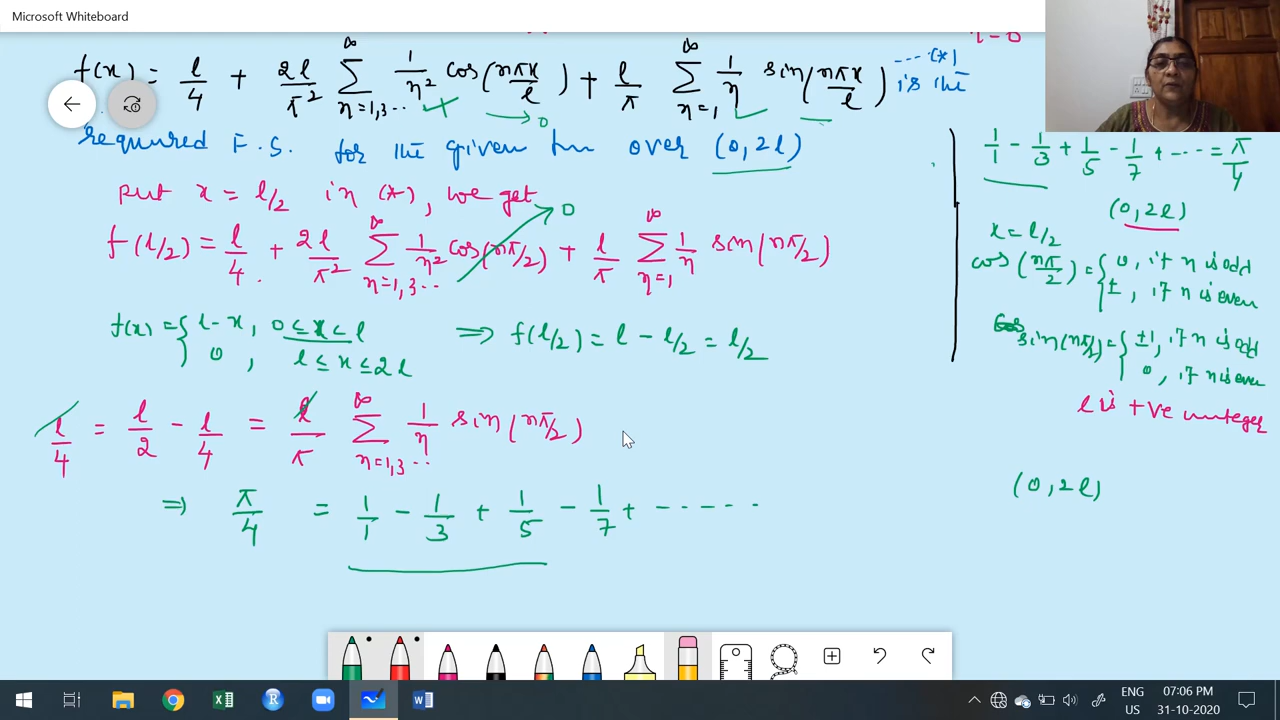 Microsoft Whiteboard
f(x) = l/4 + 2l/π² ∑_{n=1,3...}^{∞} 1/n² cos(nπx/l) + l/π ∑_{n=1}^{∞} 1/n sin(nπx/l) ----(*)
→ 0
is the
required F.S. for the given fn over (0, 2l)
put x = l/2 in (*), we get
0
f(l/2) = l/4 + 2l/π² ∑_{n=1,3...}^{∞} 1/n² cos(nπ/2) + l/π ∑_{n=1}^{∞} 1/n sin(nπ/2)
f(x) = { l-x, 0 ≤ x ≤ l
0, l ≤ x ≤ 2l
⟹ f(l/2) = l - l/2 = l/2
l/4 = l/2 - l/4 = l/π ∑_{n=1,3...}^{∞} 1/n sin(nπ/2)
⟹ π/4 = 1/1 - 1/3 + 1/5 - 1/7 + -----
1/1 - 1/3 + 1/5 - 1/7 + --- = π/4
(0, 2l)
x = l/2
cos(nπ/2) = { 0, if n is odd
±, if n is even
sin(nπ/2) = { ±1, if n is odd
0, if n is even
l is +ve integer
(0, 2l)
ENG
US
07:06 PM
31-10-2020